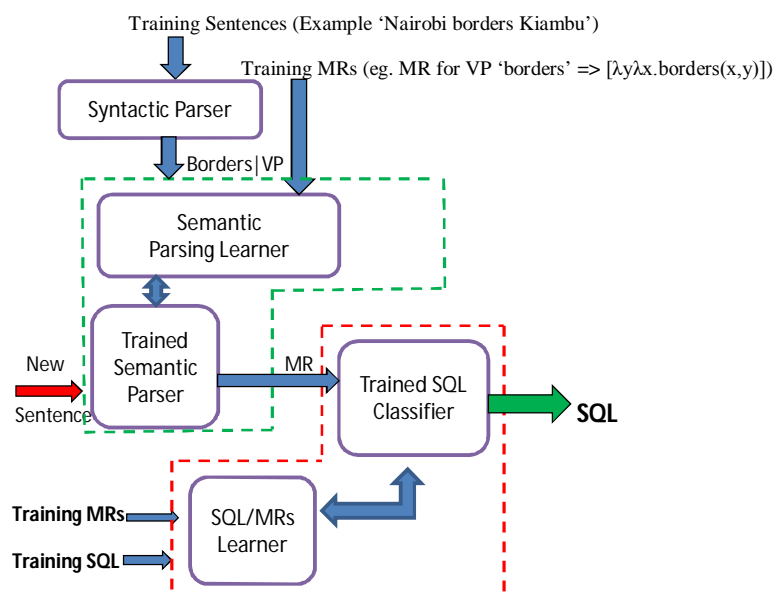 Training Sentences (Example ‘Nairobi borders Kiambu’)
Training MRs (eg. MR for VP ‘borders’ => [λyλx.borders(x,y)])
Syntactic Parser
Borders|VP
Semantic
Parsing Learner
Trained
Semantic
Parser
New
Sentence
MR
Trained SQL
Classifier
SQL
Training MRs
Training SQL
SQL/MRs
Learner